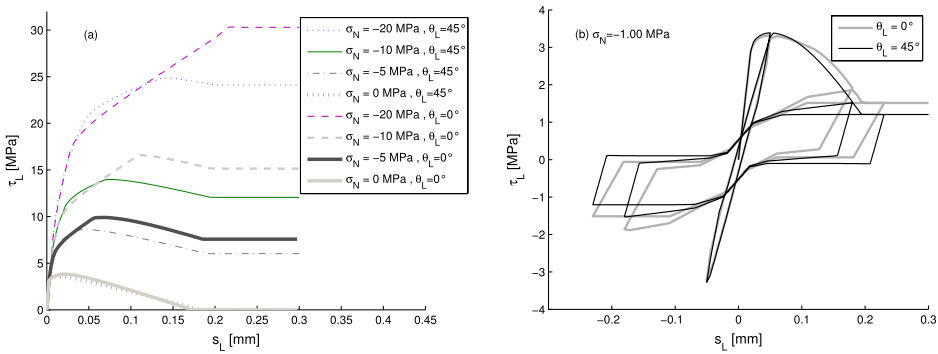 (a)
τL [MPa]
30
25
20
15
10
5
0
0 0.05 0.1 0.15 0.2 0.25 0.3 0.35 0.4 0.45
sL [mm]
σN = −20 MPa , θL=45°
σN = −10 MPa , θL=45°
σN = −5 MPa , θL=45°
σN = 0 MPa , θL=45°
σN = −20 MPa , θL=0°
σN = −10 MPa , θL=0°
σN = −5 MPa , θL=0°
σN = 0 MPa , θL=0°
(b) σN=−1.00 MPa
θL = 0°
θL = 45°
τL [MPa]
4
3
2
1
0
−1
−2
−3
−4
−0.2 −0.1 0 0.1 0.2 0.3
sL [mm]